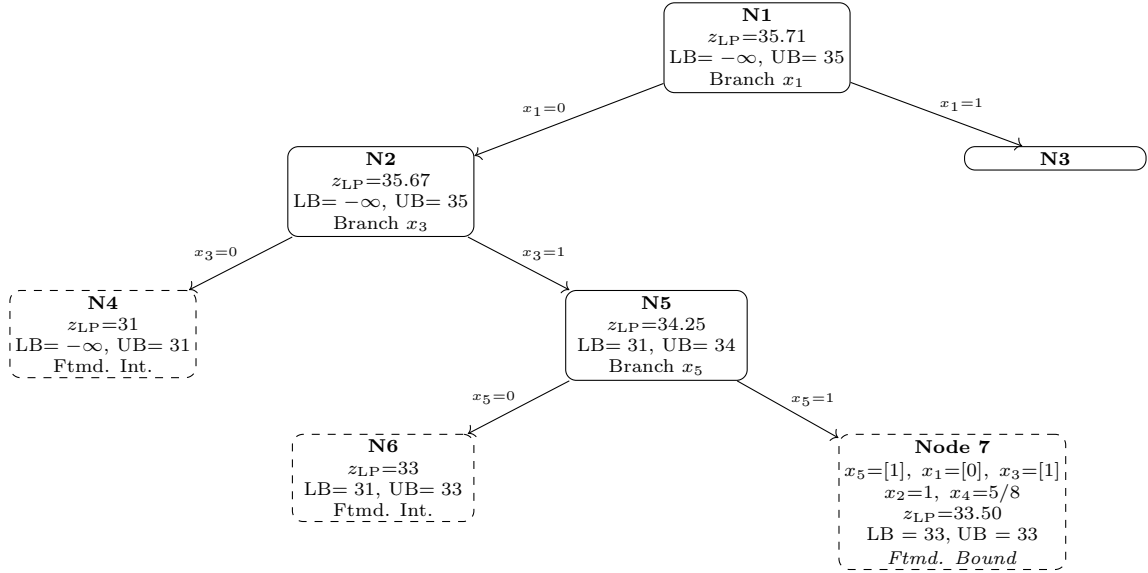 N1
z_LP=35.71
LB= −∞, UB= 35
Branch x_1
x_1=0
x_1=1
N2
z_LP=35.67
LB= −∞, UB= 35
Branch x_3
N3
x_3=0
x_3=1
N4
z_LP=31
LB= −∞, UB= 31
Ftmd. Int.
N5
z_LP=34.25
LB= 31, UB= 34
Branch x_5
x_5=0
x_5=1
N6
z_LP=33
LB= 31, UB= 33
Ftmd. Int.
Node 7
x_5=[1], x_1=[0], x_3=[1]
x_2=1, x_4=5/8
z_LP=33.50
LB = 33, UB = 33
Ftmd. Bound